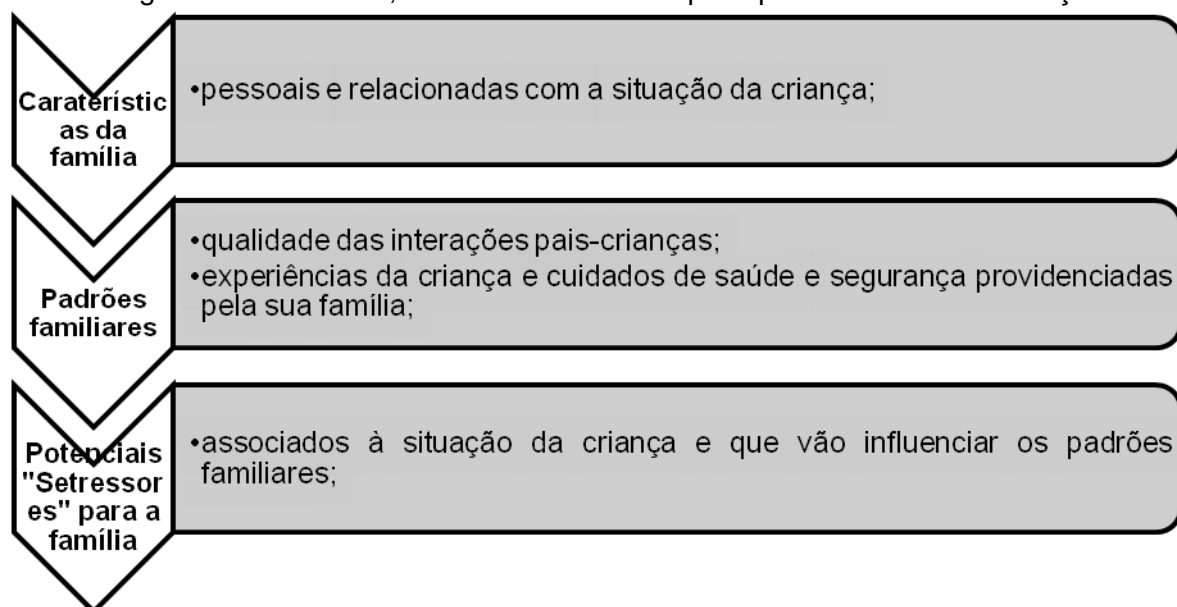 Caraterístic
as da
família
•pessoais e relacionadas com a situação da criança;
Padrões
familiares
•qualidade das interações pais-crianças;
•experiências da criança e cuidados de saúde e segurança providenciadas
pela sua família;
Potenciais
"Setressor
es" para a
família
•associados à situação da criança e que vão influenciar os padrões
familiares;